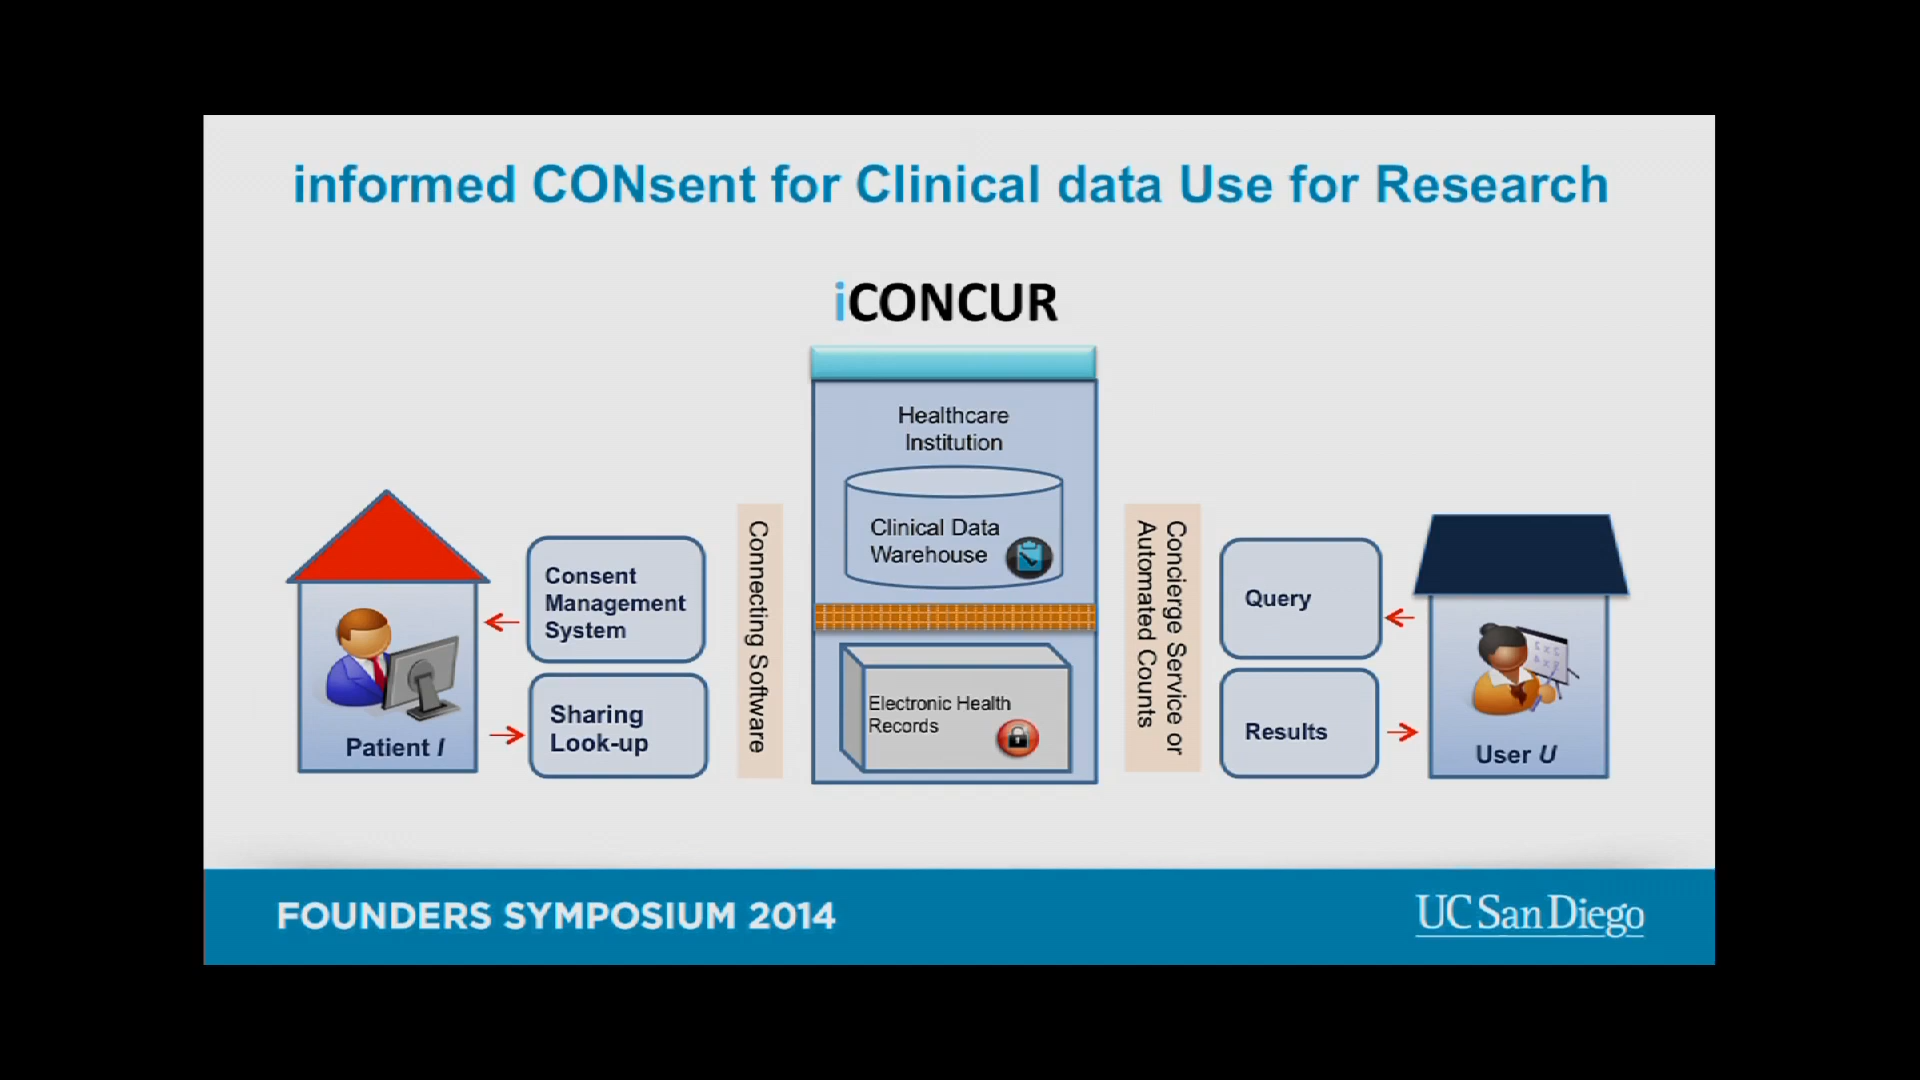 informed CONsent for Clinical data Use for Research
iCONCUR
Healthcare
Institution
Clinical Data
Warehouse
Electronic Health
Records
Patient I
Consent
Management
System
Sharing
Look-up
Connecting Software
Concierge Service or
Automated Counts
Query
Results
User U
FOUNDERS SYMPOSIUM 2014
UC San Diego